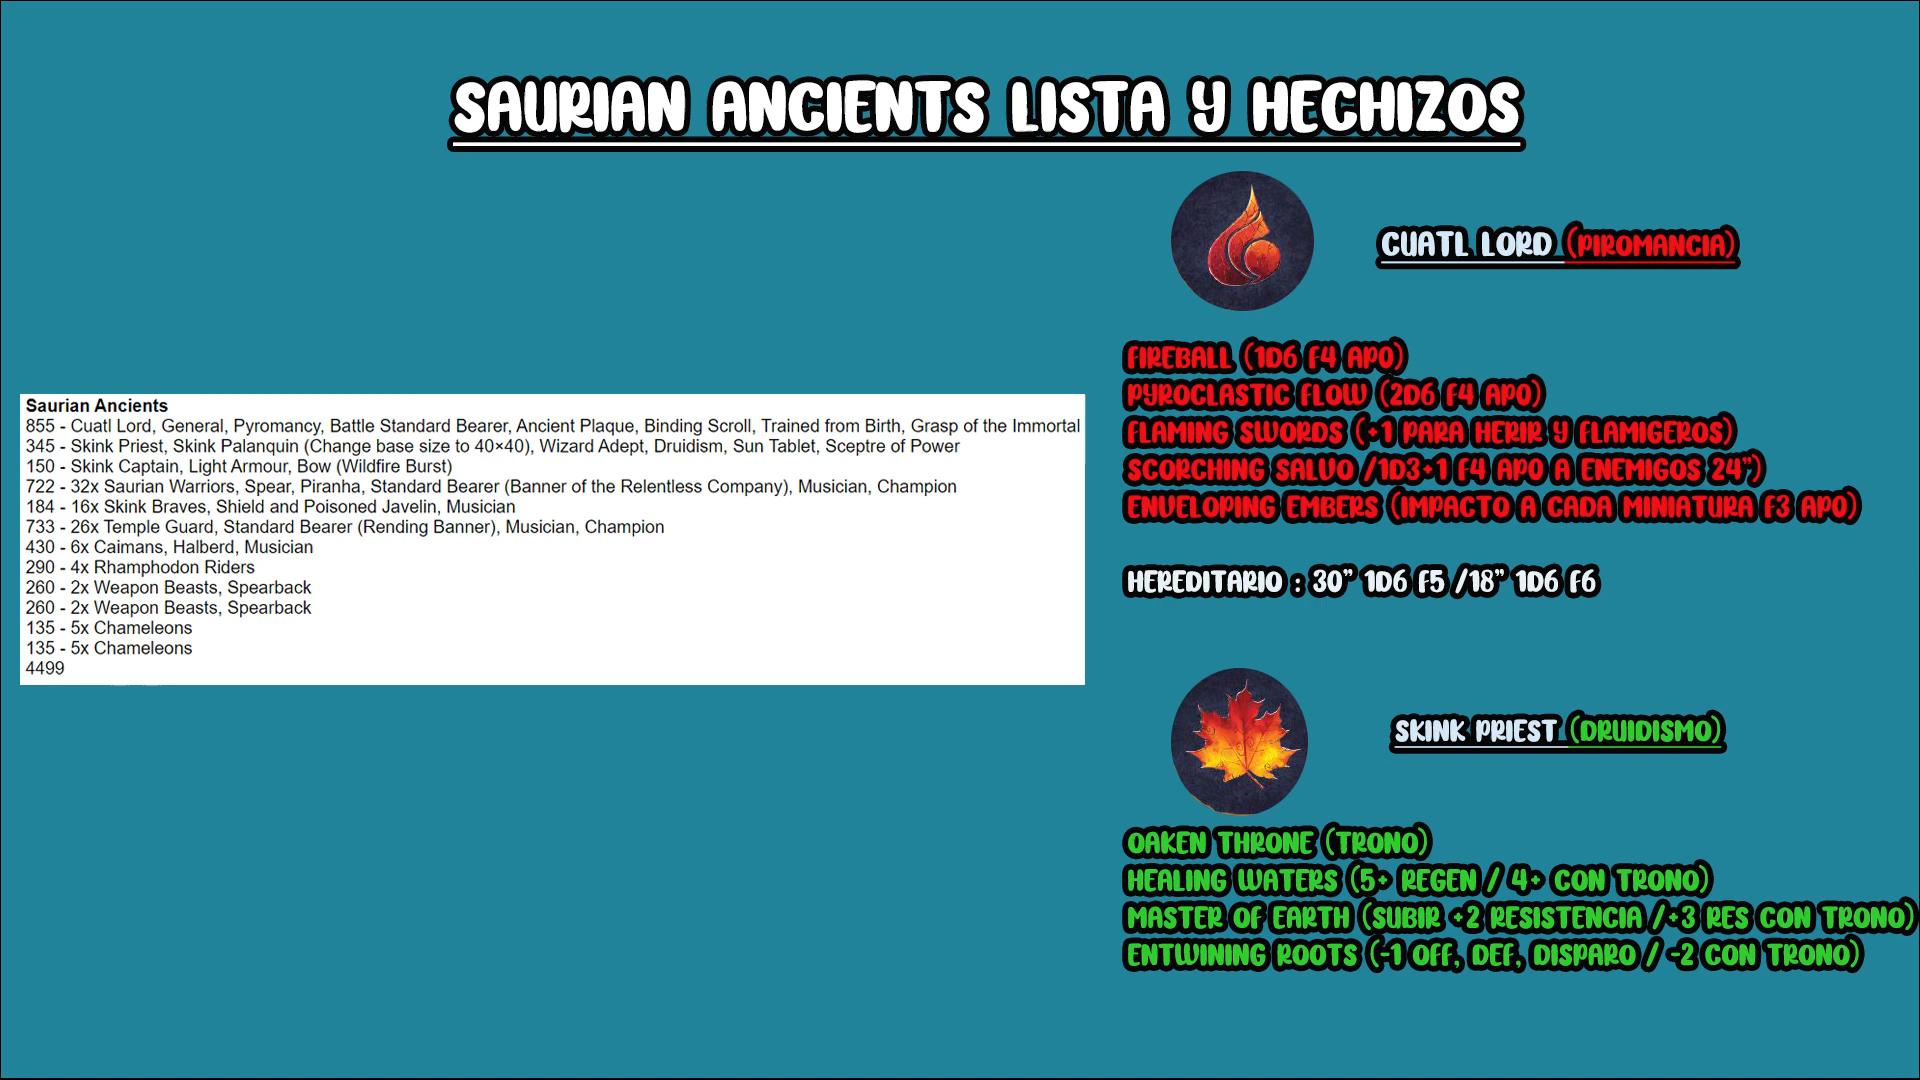 SAURIAN ANCIENTS LISTA Y HECHIZOS
Saurian Ancients
855 - Cuatl Lord, General, Pyromancy, Battle Standard Bearer, Ancient Plaque, Binding Scroll, Trained from Birth, Grasp of the Immortal
345 - Skink Priest, Skink Palanquin (Change base size to 40×40), Wizard Adept, Druidism, Sun Tablet, Sceptre of Power
150 - Skink Captain, Light Armour, Bow (Wildfire Burst)
722 - 32x Saurian Warriors, Spear, Piranha, Standard Bearer (Banner of the Relentless Company), Musician, Champion
184 - 16x Skink Braves, Shield and Poisoned Javelin, Musician
733 - 26x Temple Guard, Standard Bearer (Rending Banner), Musician, Champion
430 - 6x Caimans, Halberd, Musician
290 - 4x Rhamphodon Riders
260 - 2x Weapon Beasts, Spearback
260 - 2x Weapon Beasts, Spearback
135 - 5x Chameleons
135 - 5x Chameleons
4499
CUATL LORD (PIROMANCIA)
FIREBALL (1D6 F4 AP0)
PYROCLASTIC FLOW (2D6 F4 AP0)
FLAMING SWORDS (+1 PARA HERIR Y FLAMIGEROS)
SCORCHING SALVO /1D3+1 F4 AP0 A ENEMIGOS 24”)
ENVELOPING EMBERS (IMPACTO A CADA MINIATURA F3 AP0)
HEREDITARIO : 30” 1D6 F5 /18” 1D6 F6
SKINK PRIEST (DRUIDISMO)
OAKEN THRONE (TRONO)
HEALING WATERS (5+ REGEN / 4+ CON TRONO)
MASTER OF EARTH (SUBIR +2 RESISTENCIA /+3 RES CON TRONO)
ENTWINING ROOTS (-1 OFF, DEF, DISPARO / -2 CON TRONO)